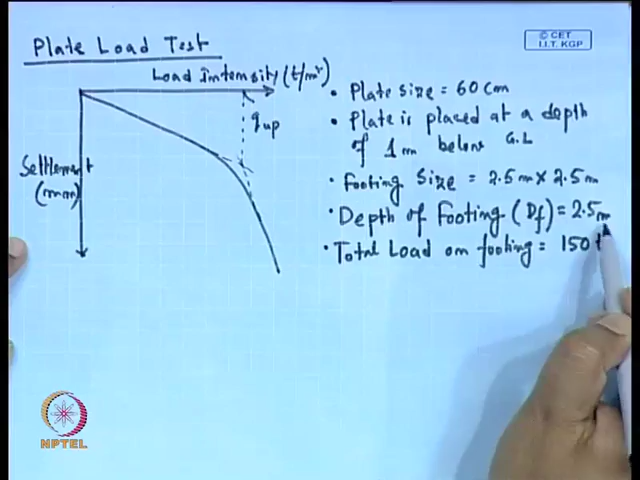 © CET
I.I.T. KGP
Plate Load Test
Load Intensity (t/m²)
qup
Settlement
(mm)
• Plate Size = 60 cm
• Plate is placed at a depth
of 1m below G.L
• Footing Size = 2.5 m x 2.5 m
• Depth of Footing (Df) = 2.5 m
• Total Load on footing = 150 t
NPTEL